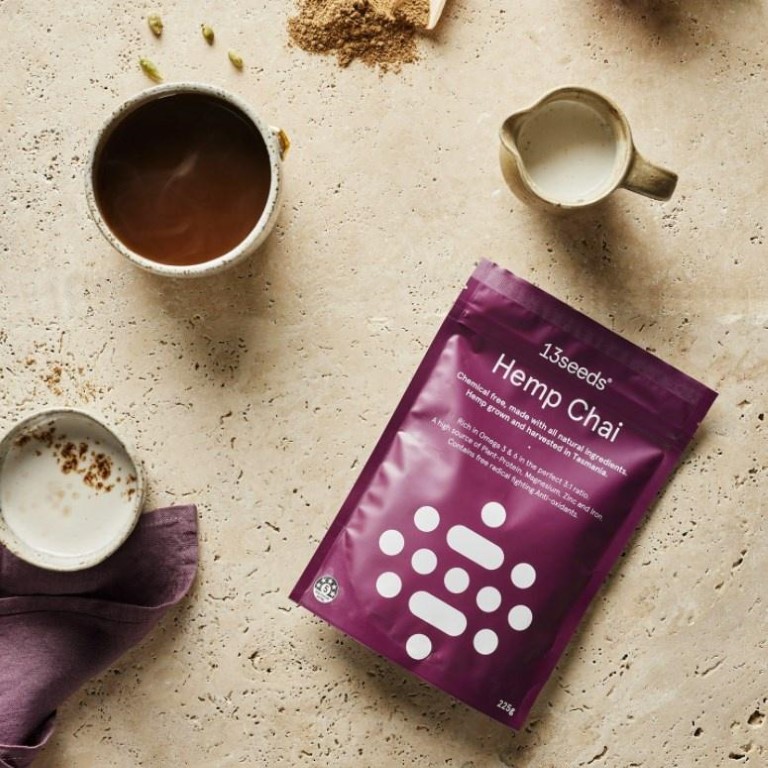 13seeds®
Hemp Chai
Chemical free, made with all natural ingredients.
Hemp grown and harvested in Tasmania.
Rich in Omega 3 & 6 in the perfect 3:1 ratio.
A high source of Plant-Protein, Magnesium, Zinc and Iron
Contains free radical fighting Anti-oxidants.
225g